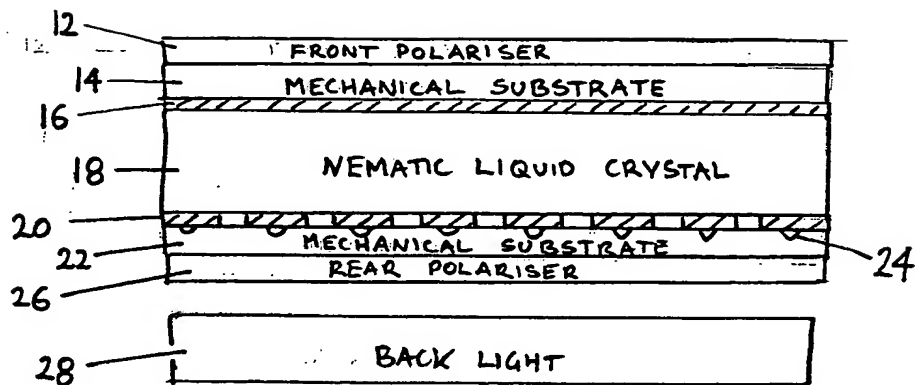 12 FRONT POLARISER
14 MECHANICAL SUBSTRATE
16
18 NEMATIC LIQUID CRYSTAL
20
22 MECHANICAL SUBSTRATE 24
26 REAR POLARISER
28 BACK LIGHT